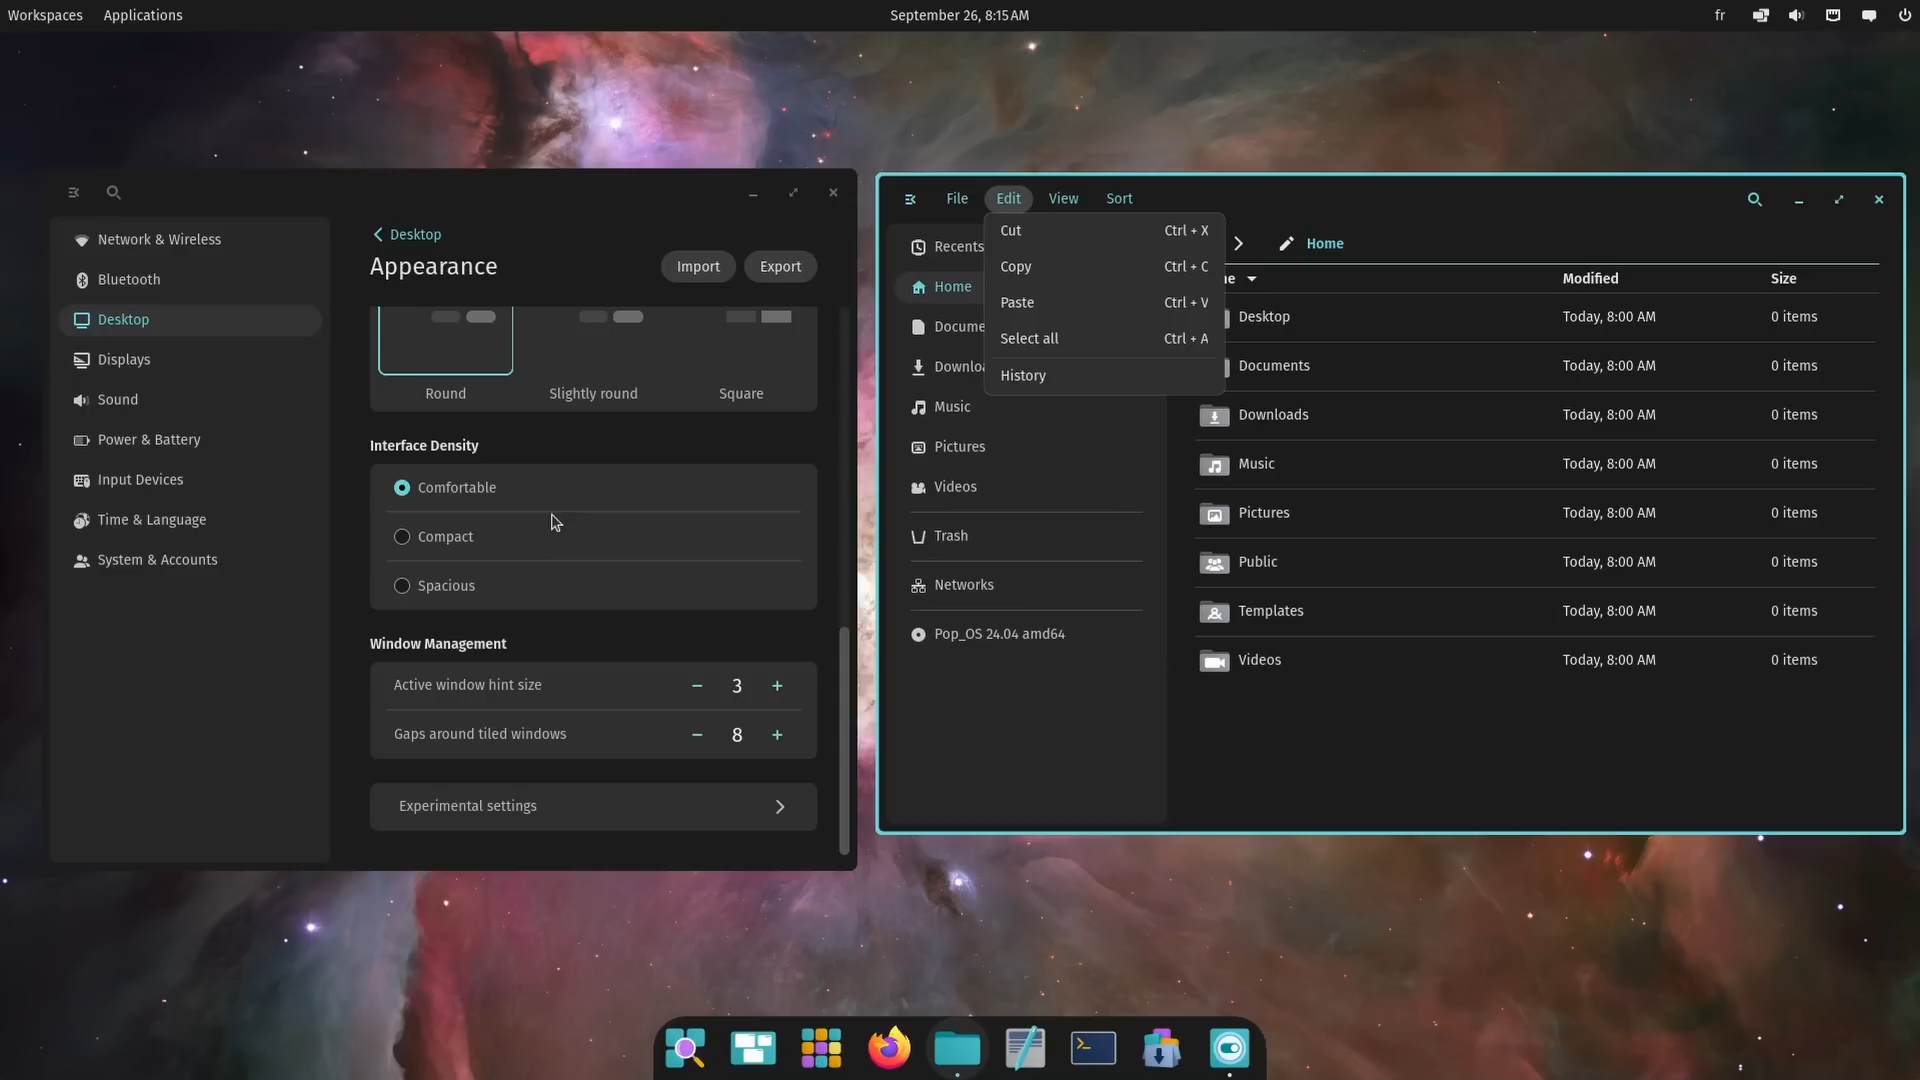 Workspaces Applications September 26, 8:15 AM fr
Network & Wireless
Bluetooth
Desktop
Displays
Sound
Power & Battery
Input Devices
Time & Language
System & Accounts
Desktop
Appearance Import Export
Round Slightly round Square
Interface Density
Comfortable
Compact
Spacious
Window Management
Active window hint size 3
Gaps around tiled windows 8
Experimental settings
File Edit View Sort
Recents
Home
Docume
Downloa
Music
Pictures
Videos
Trash
Networks
Pop_OS 24.04 amd64
Cut Ctrl + X
Copy Ctrl + C
Paste Ctrl + V
Select all Ctrl + A
History
Home
Modified Size
Desktop Today, 8:00 AM 0 items
Documents Today, 8:00 AM 0 items
Downloads Today, 8:00 AM 0 items
Music Today, 8:00 AM 0 items
Pictures Today, 8:00 AM 0 items
Public Today, 8:00 AM 0 items
Templates Today, 8:00 AM 0 items
Videos Today, 8:00 AM 0 items